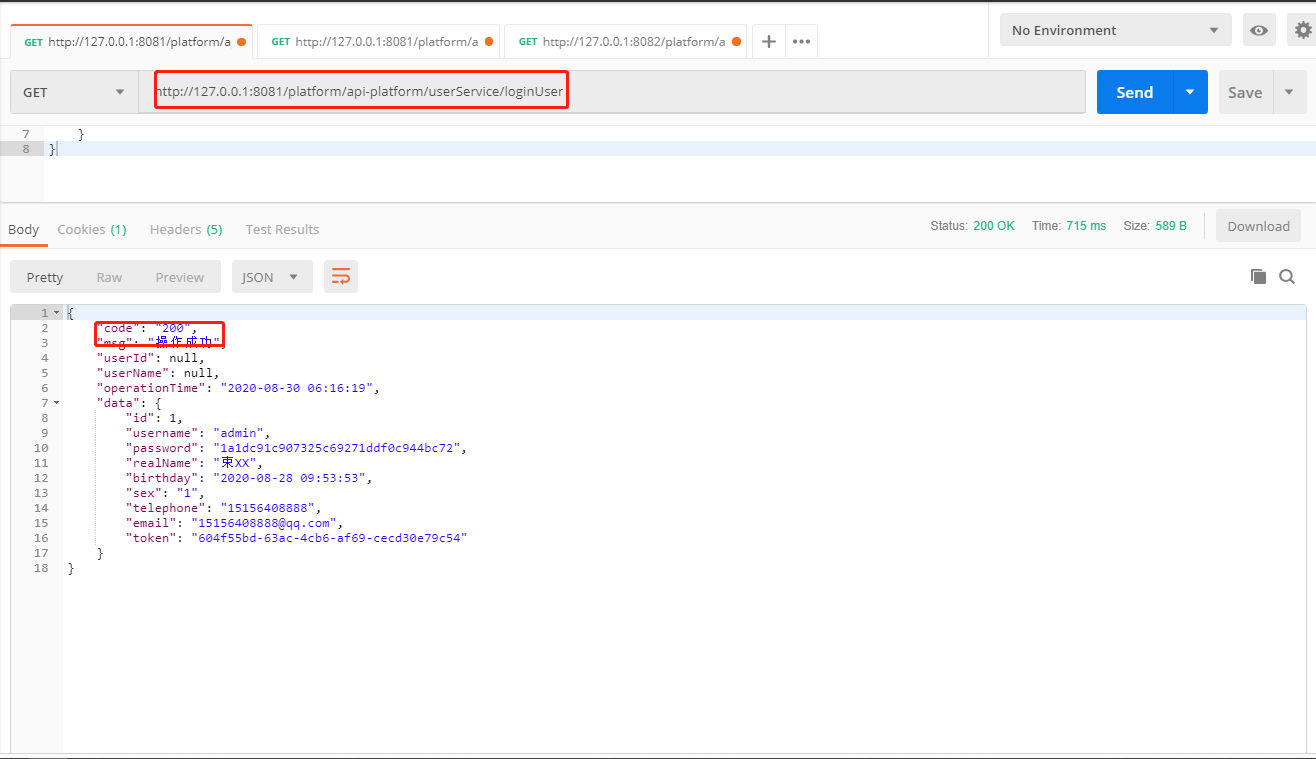 GET http://127.0.0.1:8081/platform/a GET http://127.0.0.1:8081/platform/a GET http://127.0.0.1:8082/platform/a + ••• No Environment
GET http://127.0.0.1:8081/platform/api-platform/userService/loginUser Send Save
7 }
8 }
Body Cookies (1) Headers (5) Test Results Status: 200 OK Time: 715 ms Size: 589 B Download
Pretty Raw Preview JSON
1 {
2 "code": "200",
3 "msg": "操作成功",
4 "userId": null,
5 "userName": null,
6 "operationTime": "2020-08-30 06:16:19",
7 "data": {
8 "id": 1,
9 "username": "admin",
10 "password": "1a1dc91c907325c69271ddf0c944bc72",
11 "realName": "束XX",
12 "birthday": "2020-08-28 09:53:53",
13 "sex": "1",
14 "telephone": "15156408888",
15 "email": "15156408888@qq.com",
16 "token": "604f55bd-63ac-4cb6-af69-cecd30e79c54"
17 }
18 }